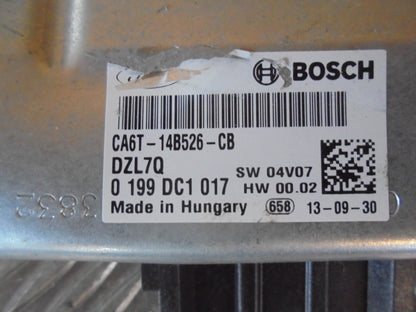 BOSCH
CA6T-14B526-CB
DZL7Q
SW 04V07
0 199 DC1 017
HW 00.02
Made in Hungary
658
13-09-30
3832